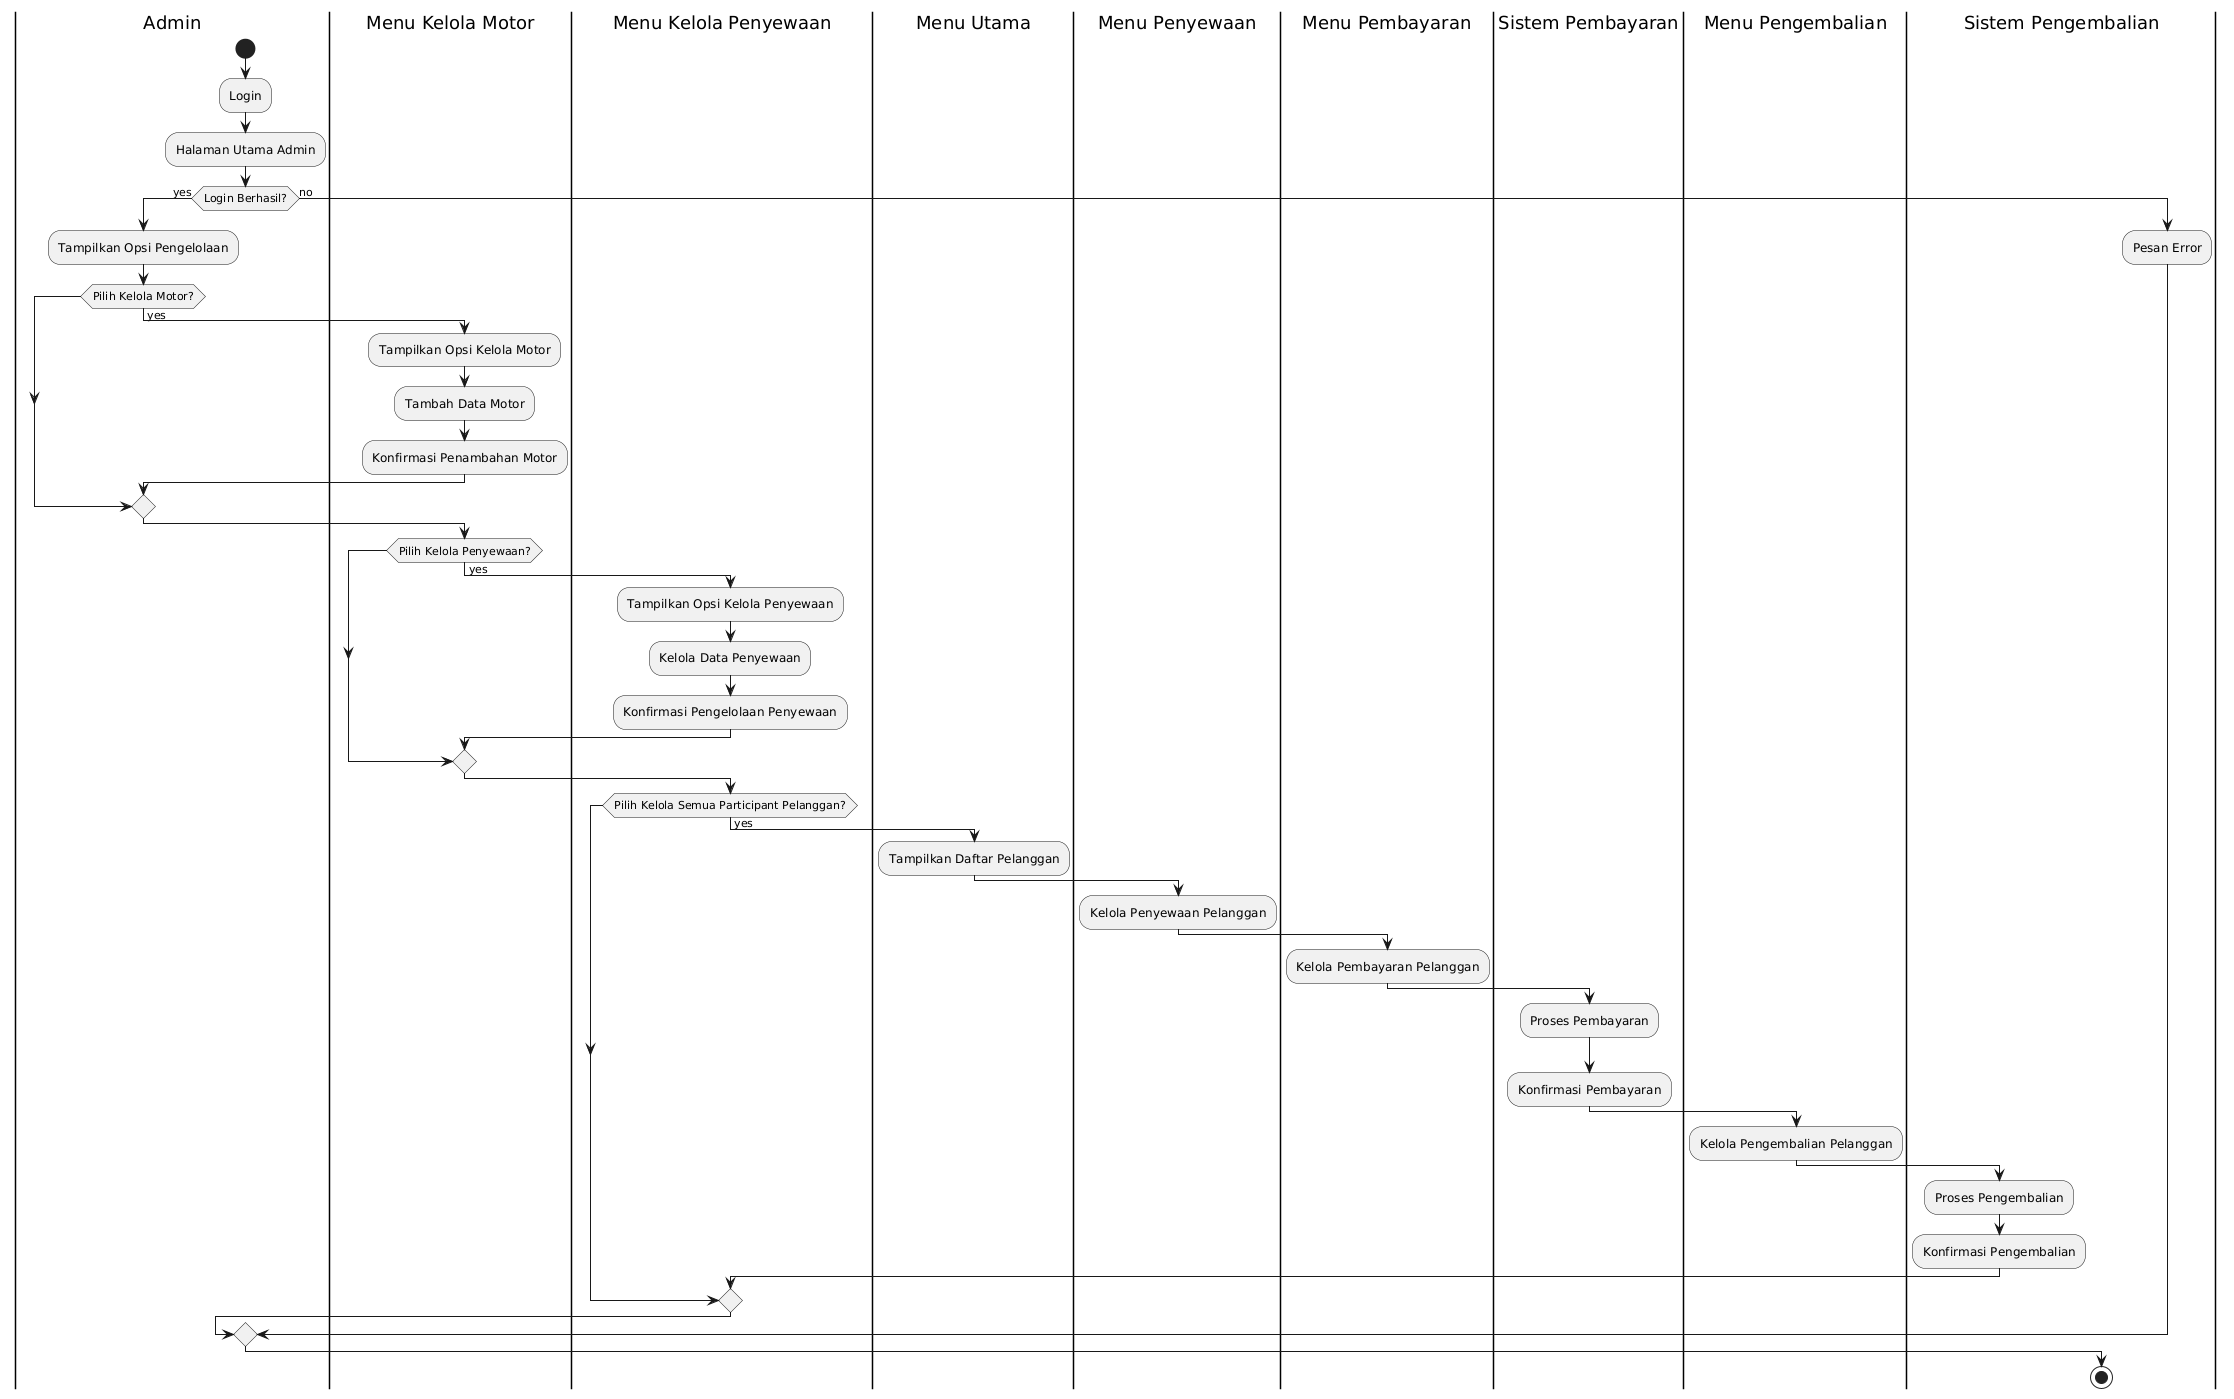 Admin
Menu Kelola Motor
Menu Kelola Penyewaan
Menu Utama
Menu Penyewaan
Menu Pembayaran
Sistem Pembayaran
Menu Pengembalian
Sistem Pengembalian
Login
Halaman Utama Admin
yes
Login Berhasil?
no
Tampilkan Opsi Pengelolaan
Pesan Error
Pilih Kelola Motor?
yes
Tampilkan Opsi Kelola Motor
Tambah Data Motor
Konfirmasi Penambahan Motor
Pilih Kelola Penyewaan?
yes
Tampilkan Opsi Kelola Penyewaan
Kelola Data Penyewaan
Konfirmasi Pengelolaan Penyewaan
Pilih Kelola Semua Participant Pelanggan?
yes
Tampilkan Daftar Pelanggan
Kelola Penyewaan Pelanggan
Kelola Pembayaran Pelanggan
Proses Pembayaran
Konfirmasi Pembayaran
Kelola Pengembalian Pelanggan
Proses Pengembalian
Konfirmasi Pengembalian